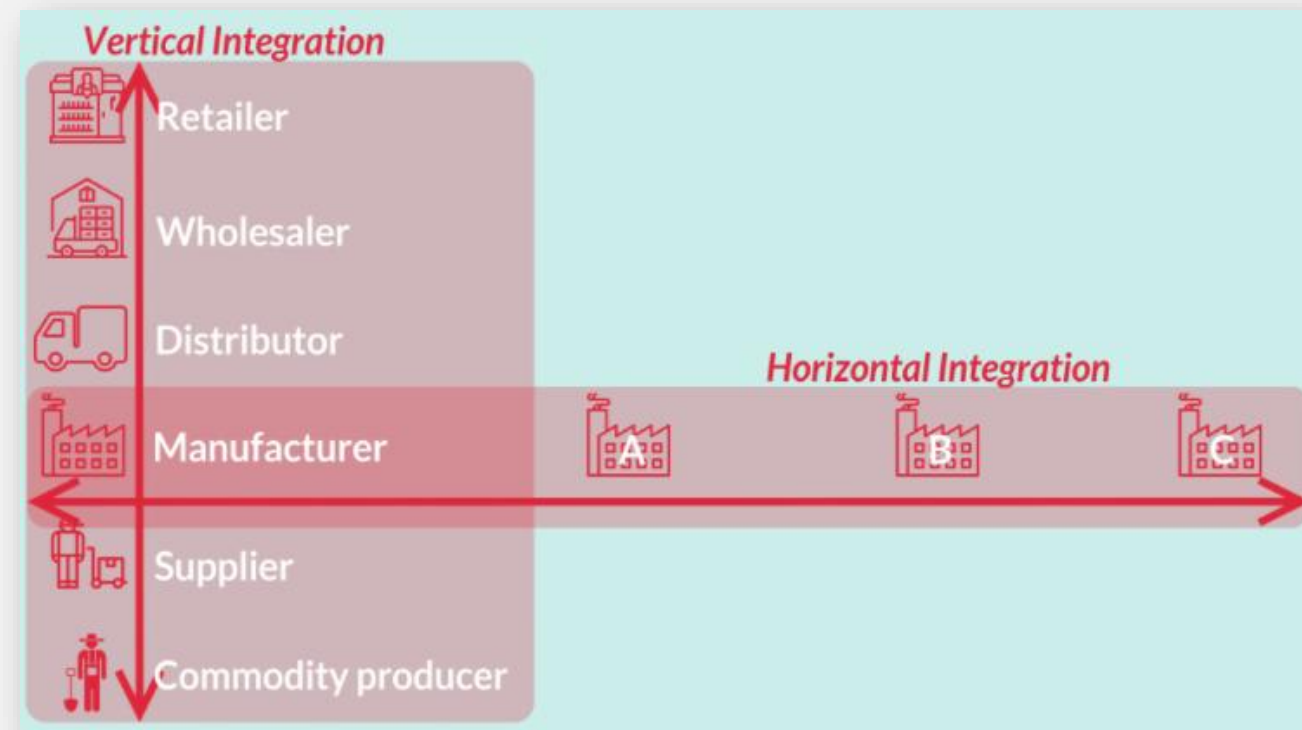 Vertical Integration
Retailer
Wholesaler
Distributor
Horizontal Integration
Manufacturer
A
B
C
Supplier
Commodity producer